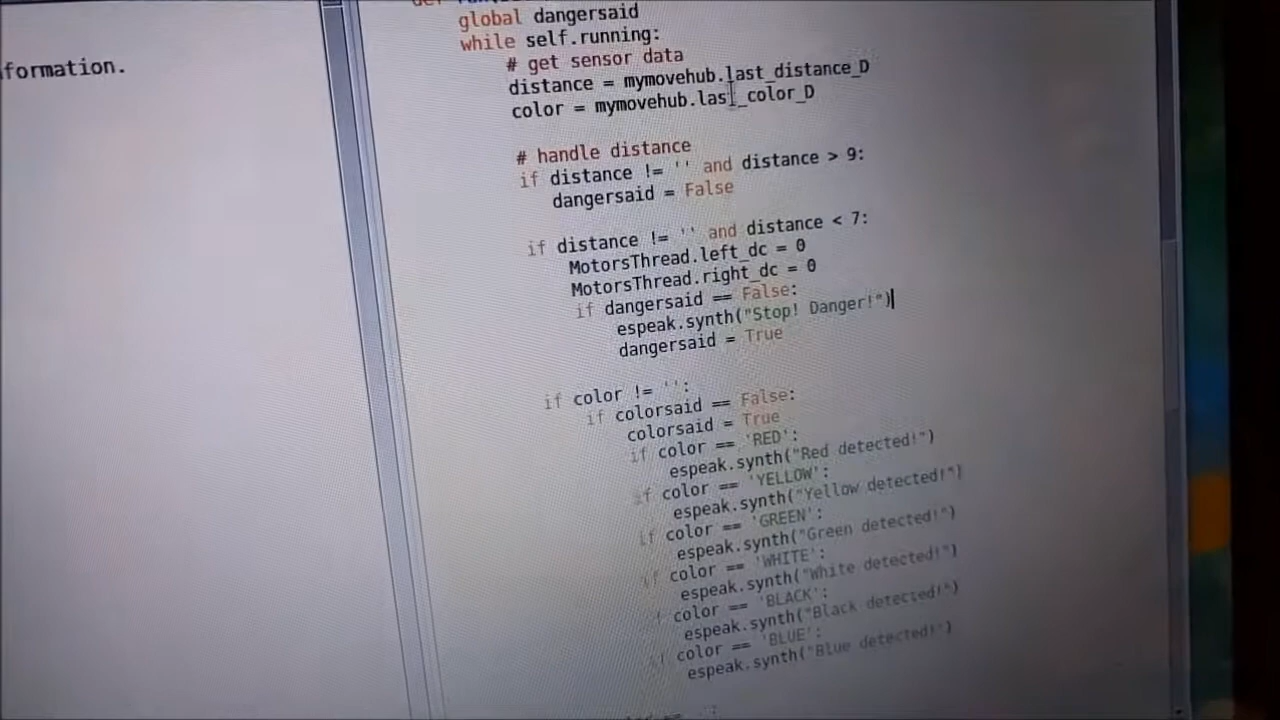 formation.
global dangersaid
while self.running:
# get sensor data
distance = mymovehub.last_distance_D
color = mymovehub.last_color_D
# handle distance
if distance != '' and distance > 9:
dangersaid = False
if distance != '' and distance < 7:
MotorsThread.left_dc = 0
MotorsThread.right_dc = 0
if dangersaid == False:
espeak.synth("Stop! Danger!")
dangersaid = True
if color != '':
if colorsaid == False:
colorsaid = True
if color == 'RED':
espeak.synth("Red detected!")
if color == 'YELLOW':
espeak.synth("Yellow detected!")
if color == 'GREEN':
espeak.synth("Green detected!")
if color == 'WHITE':
espeak.synth("White detected!")
if color == 'BLACK':
espeak.synth("Black detected!")
if color == 'BLUE':
espeak.synth("Blue detected!")